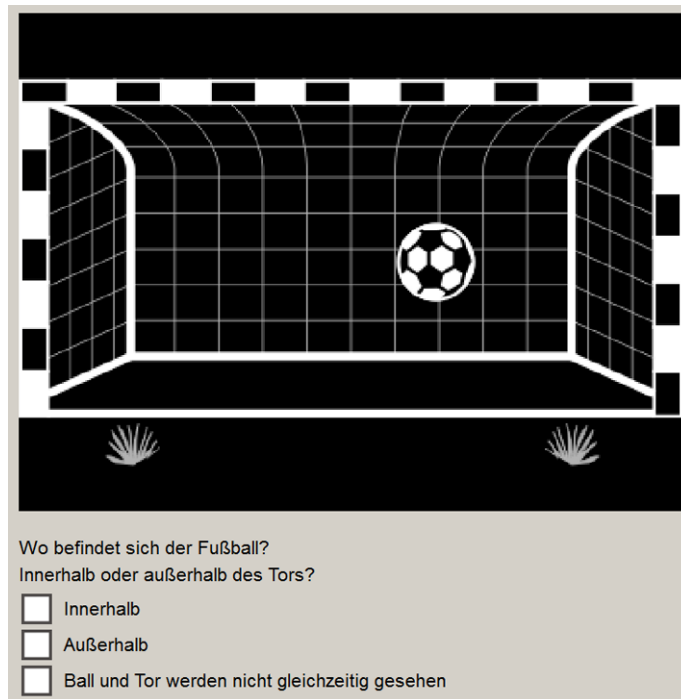 Wo befindet sich der Fußball?
Innerhalb oder außerhalb des Tors?
Innerhalb
Außerhalb
Ball und Tor werden nicht gleichzeitig gesehen